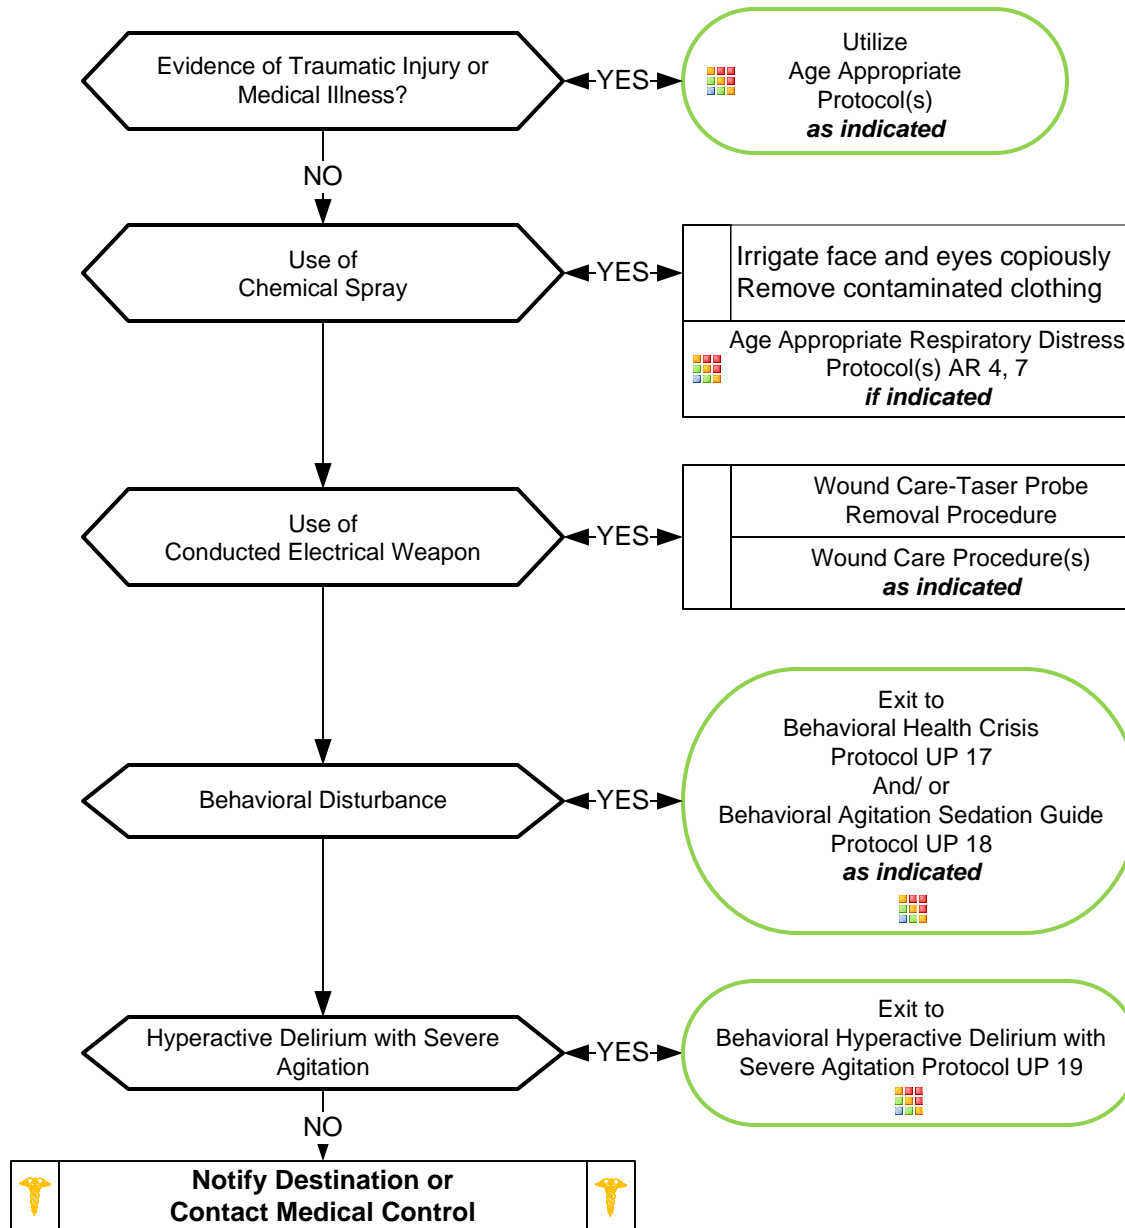 Evidence of Traumatic Injury or
Medical Illness?
YES
Utilize
Age Appropriate
Protocol(s)
as indicated
NO
Use of
Chemical Spray
YES
Irrigate face and eyes copiously
Remove contaminated clothing
Age Appropriate Respiratory Distress
Protocol(s) AR 4, 7
if indicated
Use of
Conducted Electrical Weapon
YES
Wound Care-Taser Probe
Removal Procedure
Wound Care Procedure(s)
as indicated
Behavioral Disturbance
YES
Exit to
Behavioral Health Crisis
Protocol UP 17
And/ or
Behavioral Agitation Sedation Guide
Protocol UP 18
as indicated
Hyperactive Delirium with Severe
Agitation
YES
Exit to
Behavioral Hyperactive Delirium with
Severe Agitation Protocol UP 19
NO
Notify Destination or
Contact Medical Control